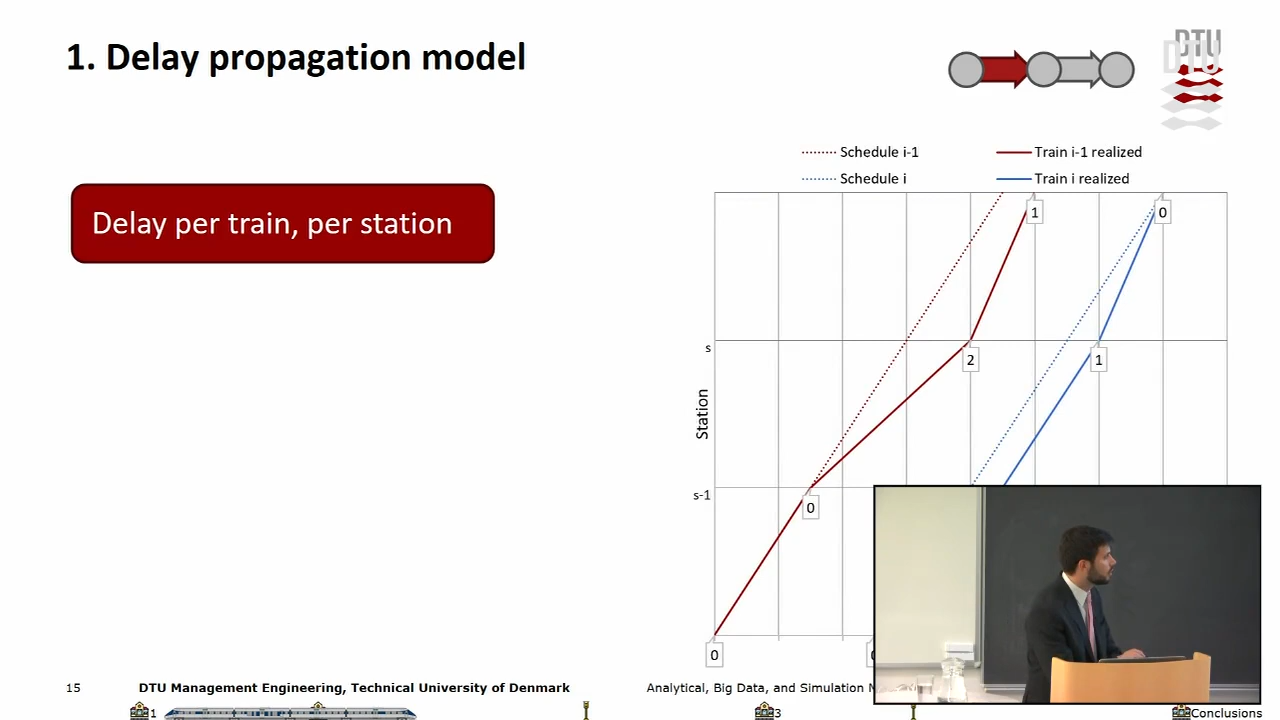 1. Delay propagation model
DTU
Delay per train, per station
Schedule i-1
Train i-1 realized
Schedule i
Train i realized
1
0
s
2
1
Station
s-1
0
0
15
DTU Management Engineering, Technical University of Denmark
Analytical, Big Data, and Simulation
1
3
Conclusions